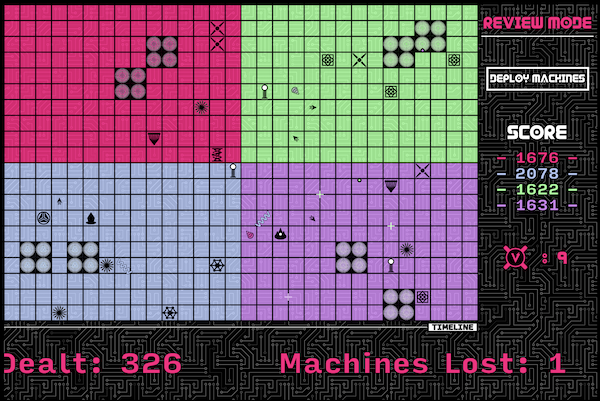 REVIEW MODE
DEPLOY MACHINES
SCORE
- 1676 -
- 2078 -
- 1622 -
- 1631 -
V : 9
TIMELINE
Dealt: 326 Machines Lost: 1